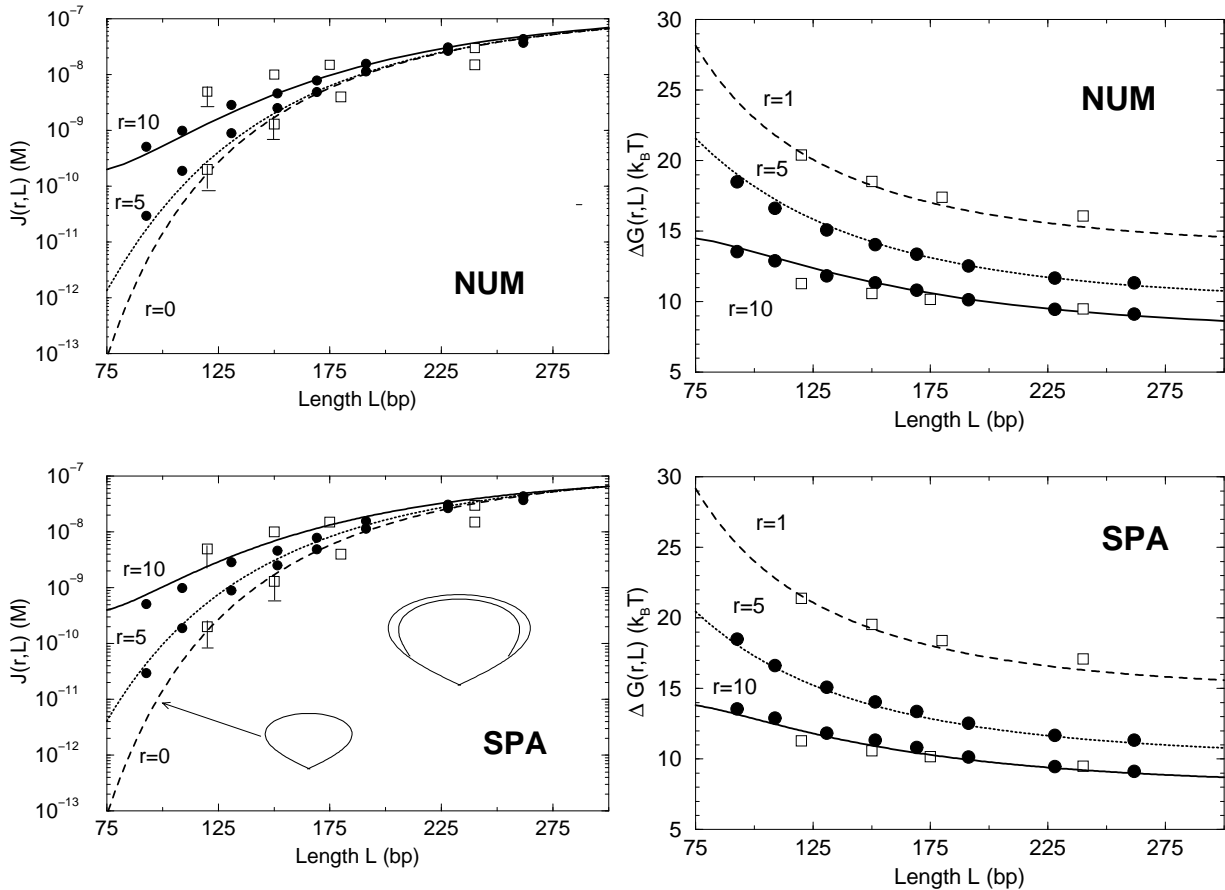 10⁻⁷
10⁻⁸
10⁻⁹
10⁻¹⁰
10⁻¹¹
10⁻¹²
10⁻¹³
J(r,L) (M)
r=10
r=5
r=0
NUM
75
125
175
225
275
Length L(bp)
30
25
20
15
10
5
ΔG(r,L) (k_BT)
r=1
r=5
r=10
NUM
75
125
175
225
275
Length L (bp)
10⁻⁷
10⁻⁸
10⁻⁹
10⁻¹⁰
10⁻¹¹
10⁻¹²
10⁻¹³
J(r,L) (M)
r=10
r=5
r=0
SPA
75
125
175
225
275
Length L (bp)
30
25
20
15
10
5
Δ G(r,L) (k_BT)
r=1
r=5
r=10
SPA
75
125
175
225
275
Length L (bp)